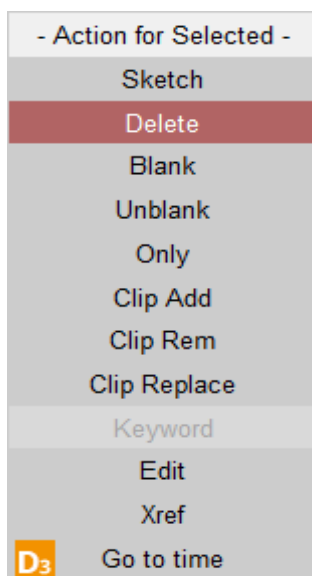 - Action for Selected -
Sketch
Delete
Blank
Unblank
Only
Clip Add
Clip Rem
Clip Replace
Keyword
Edit
Xref
D3 Go to time